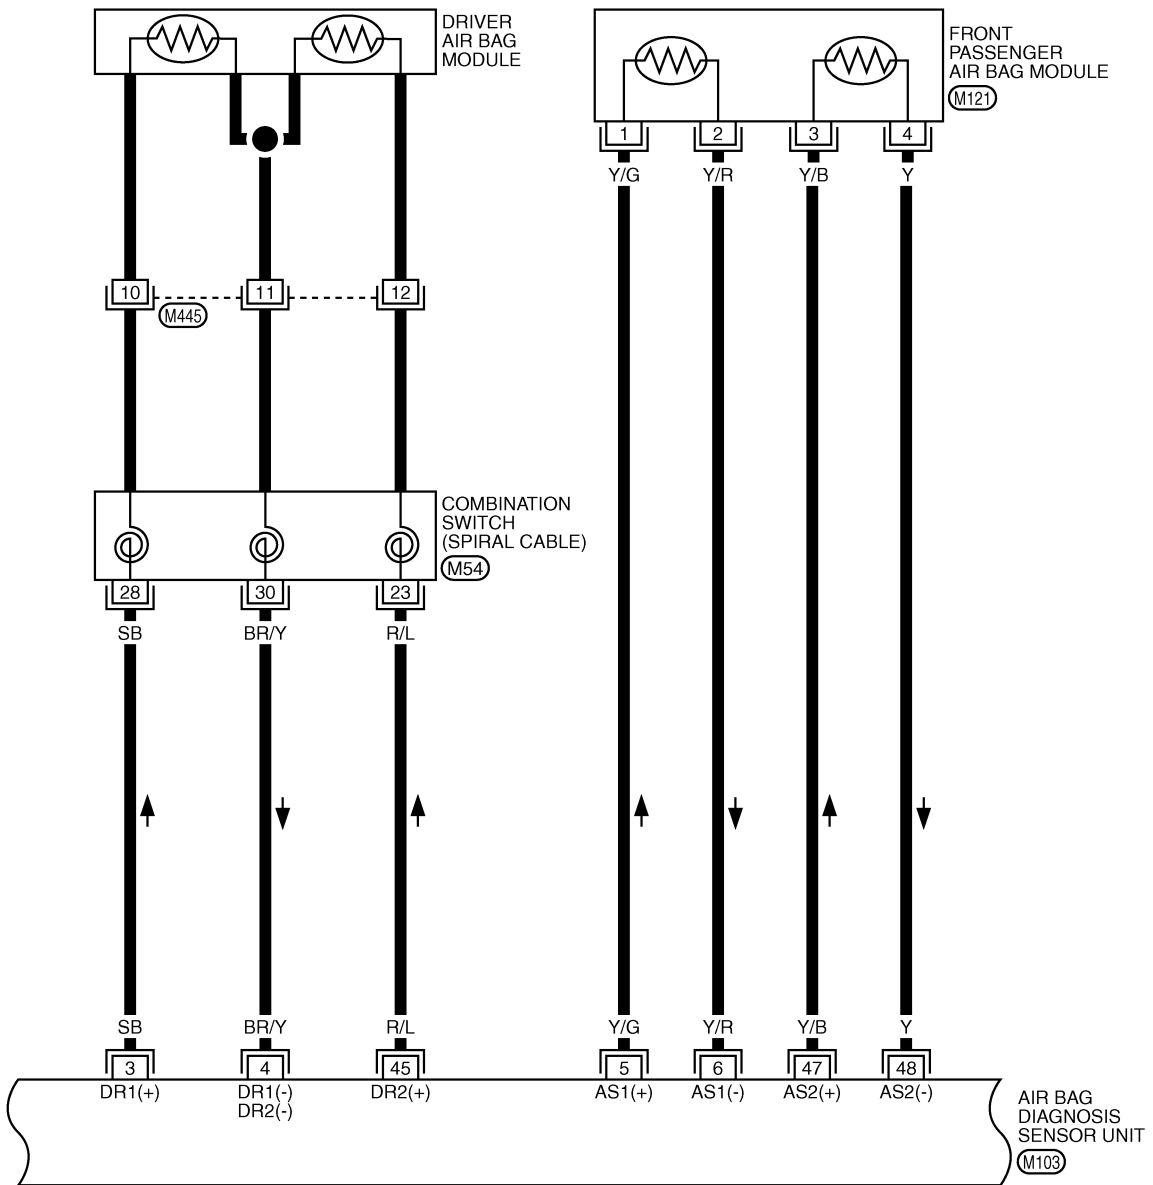 DRIVER
AIR BAG
MODULE
FRONT
PASSENGER
AIR BAG MODULE
M121
1 2 3 4
Y/G Y/R Y/B Y
10 11 12
M445
COMBINATION
SWITCH
(SPIRAL CABLE)
M54
28 30 23
SB BR/Y R/L
SB BR/Y R/L Y/G Y/R Y/B Y
3 4 45 5 6 47 48
DR1(+) DR1(-) DR2(+) AS1(+) AS1(-) AS2(+) AS2(-)
DR2(-)
AIR BAG
DIAGNOSIS
SENSOR UNIT
M103